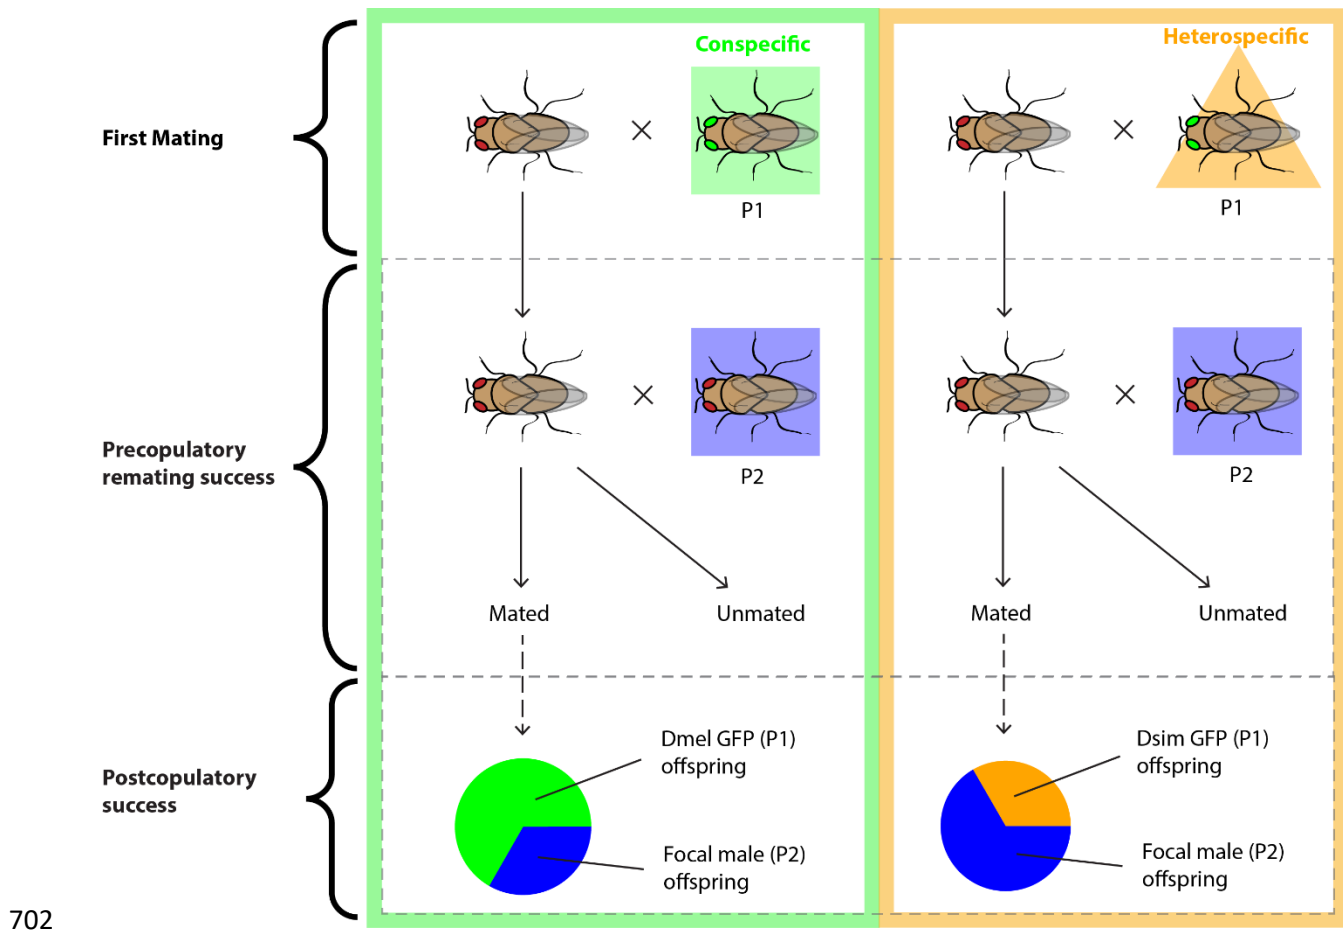 Conspecific
Heterospecific
First Mating
×
×
P1
P1
×
×
Precopulatory
remating success
P2
P2
Mated
Unmated
Mated
Unmated
Dmel GFP (P1)
offspring
Dsim GFP (P1)
offspring
Postcopulatory
success
Focal male (P2)
offspring
Focal male (P2)
offspring
702